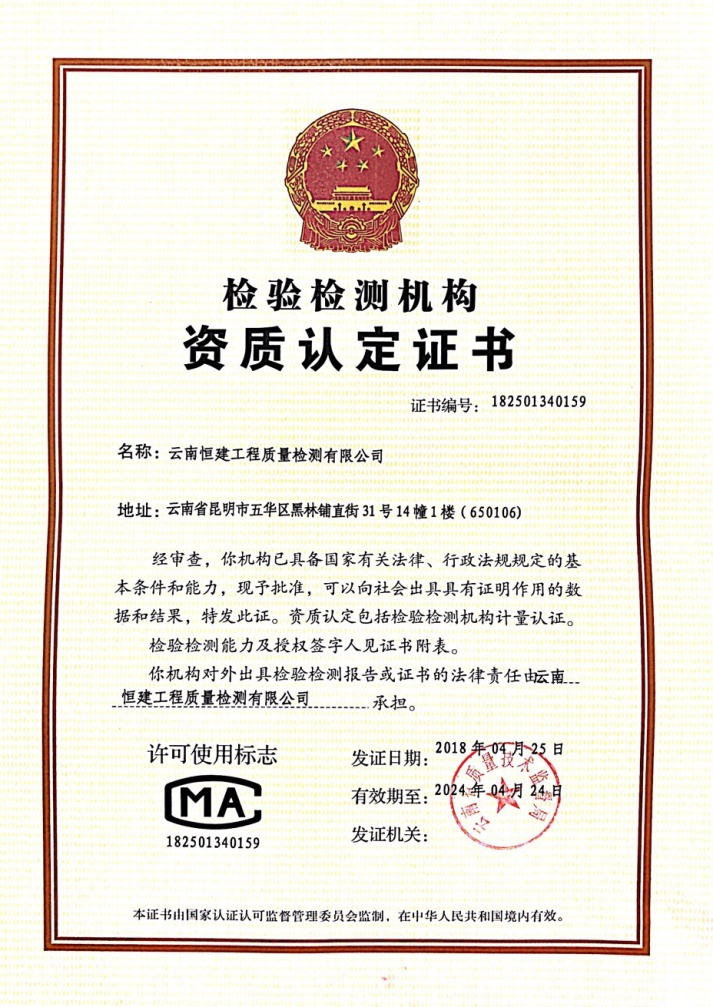 检验检测机构
资质认定证书
证书编号：182501340159
名称：云南恒建工程质量检测有限公司
地址：云南省昆明市五华区黑林铺直街31号14幢1楼（650106）
经审查，你机构已具备国家有关法律、行政法规规定的基
本条件和能力，现予批准，可以向社会出具具有证明作用的数
据和结果，特发此证。资质认定包括检验检测机构计量认证。
检验检测能力及授权签字人见证书附表。
你机构对外出具检验检测报告或证书的法律责任由云南
恒建工程质量检测有限公司 承担。
许可使用标志
MA
182501340159
发证日期：2018年04月25日
有效期至：2024年04月24日
发证机关：
云南省质量技术监督局
本证书由国家认证认可监督管理委员会监制，在中华人民共和国境内有效。